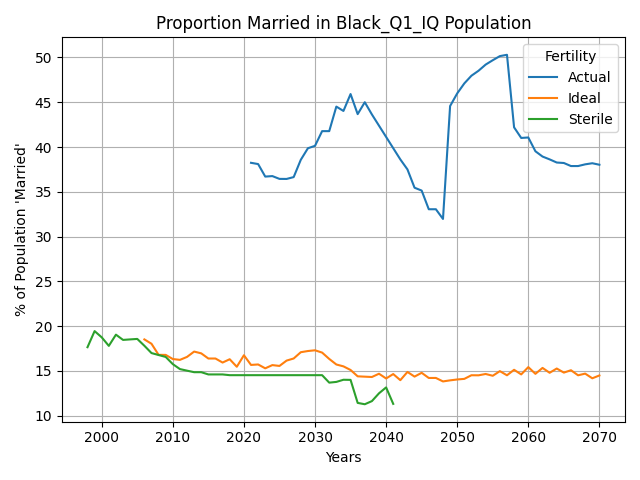 Proportion Married in Black_Q1_IQ Population
% of Population 'Married'
50
45
40
35
30
25
20
15
10
Fertility
Actual
Ideal
Sterile
2000 2010 2020 2030 2040 2050 2060 2070
Years